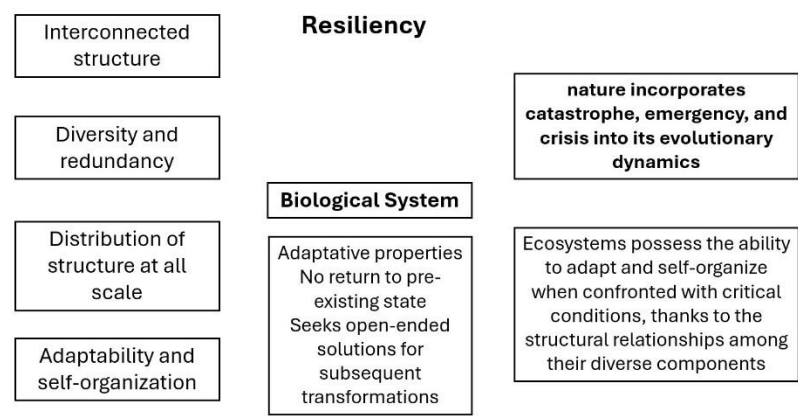 Resiliency
Interconnected
structure
Diversity and
redundancy
Distribution of
structure at all
scale
Adaptability and
self-organization
Biological System
Adaptative properties
No return to pre-
existing state
Seeks open-ended
solutions for
subsequent
transformations
nature incorporates
catastrophe, emergency, and
crisis into its evolutionary
dynamics
Ecosystems possess the ability
to adapt and self-organize
when confronted with critical
conditions, thanks to the
structural relationships among
their diverse components